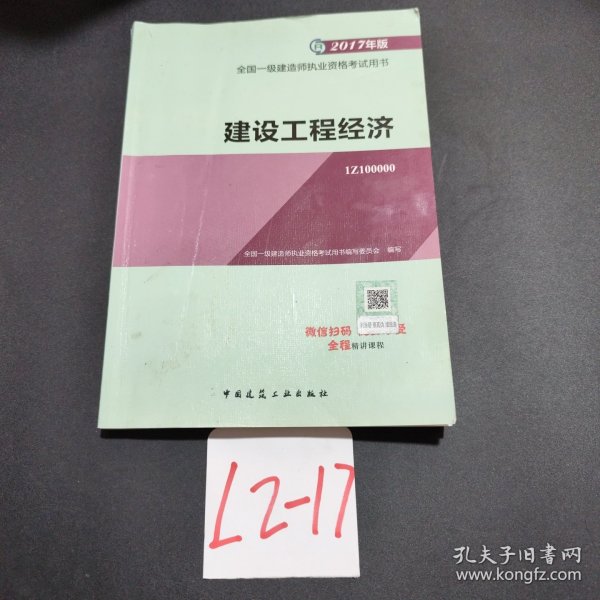 2017年版
全国一级建造师执业资格考试用书
建设工程经济
1Z100000
全国一级建造师执业资格考试用书编写委员会 编写
微信扫码
全程精讲课程
中国建筑工业出版社
L2-17
孔夫子旧书网
www.kongfz.com